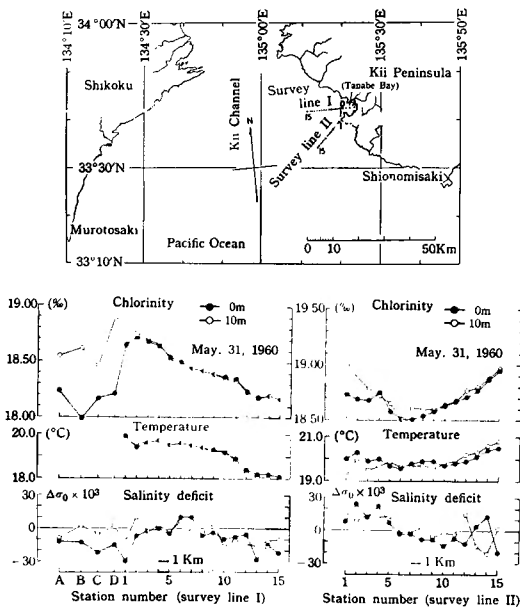 134°10'E
134°30'
135°00'E
135°30'E
135°50'E
34°00'N
Shikoku
Kii Channel
N
Survey line I
15
Survey line II
15
Kii Peninsula
(Tanabe Bay)
33°30'N
Shionomisaki
Murotosaki
Pacific Ocean
0 10 50Km
33°10'N
19.00 (‰) Chlorinity
0m
10m
May. 31, 1960
18.50
18.00
20.0 (°C) Temperature
18.0
Δσ₀ × 10³ Salinity deficit
30
0
-30
1 Km
A B C D 1 5 10 15
Station number (survey line I)
19.50 (‰) Chlorinity
0m
10m
May. 31, 1960
19.00
18.50
21.0 (°C) Temperature
19.0
Δσ₀ × 10³ Salinity deficit
30
0
-30
1 Km
1 5 10 15
Station number (survey line II)